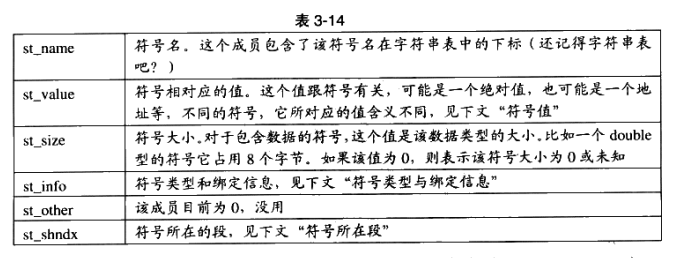 表 3-14
st_name 符号名。这个成员包含了该符号名在字符串表中的下标（还记得字符串表
吧？）
st_value 符号相对应的值。这个值跟符号有关，可能是一个绝对值，也可能是一个地
址等，不同的符号，它所对应的值含义不同，见下文“符号值”
st_size 符号大小。对于包含数据的符号，这个值是该数据类型的大小。比如一个 double
型的符号它占用 8 个字节。如果该值为 0，则表示该符号大小为 0 或未知
st_info 符号类型和绑定信息，见下文“符号类型与绑定信息”
st_other 该成员目前为 0，没用
st_shndx 符号所在的段，见下文“符号所在段”